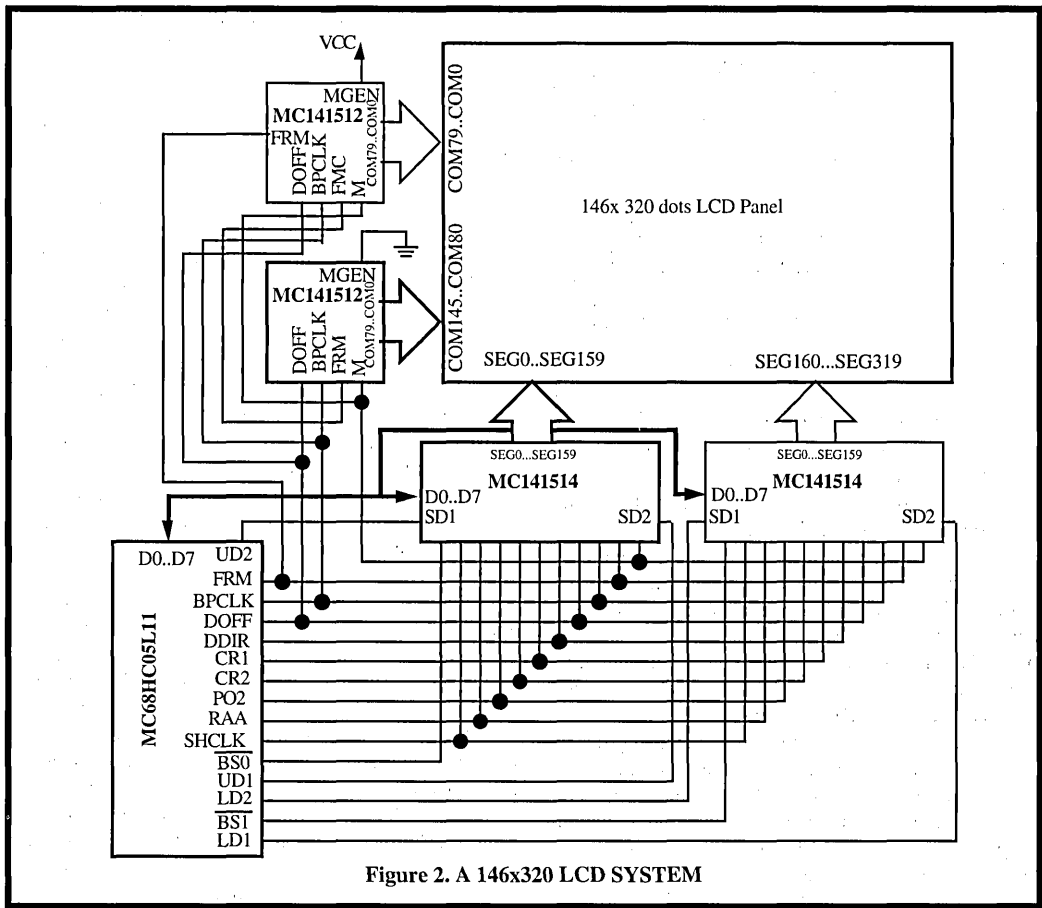 VCC
MGEN
MC141512
FRM
DOFF
BPCLK
FMC
M
COM79..COM0
COM79..COM0
146x 320 dots LCD Panel
MGEN
MC141512
DOFF
BPCLK
FRM
M
COM79..COM0
COM145..COM80
SEG0..SEG159
SEG160...SEG319
SEG0...SEG159
MC141514
D0..D7
SD1
SD2
SEG0...SEG159
MC141514
D0..D7
SD1
SD2
MC68HC05L11
D0..D7
UD2
FRM
BPCLK
DOFF
DDIR
CR1
CR2
PO2
RAA
SHCLK
BS0
UD1
LD2
BS1
LD1
Figure 2. A 146x320 LCD SYSTEM